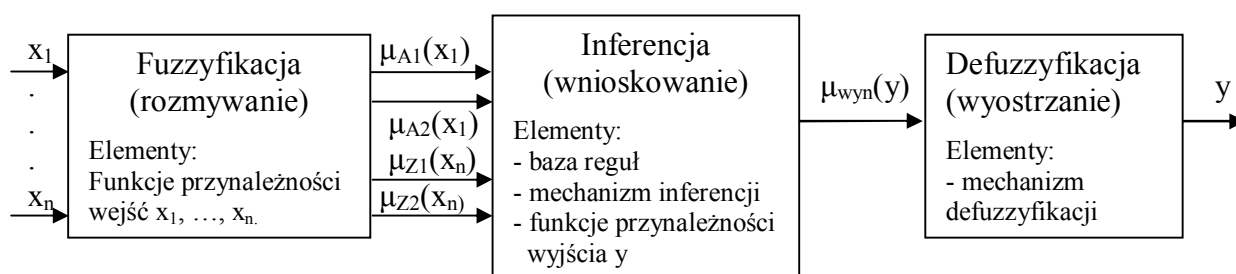 x₁
.
.
.
.
xₙ
Fuzzyfikacja
(rozmywanie)
Elementy:
Funkcje przynależności
wejść x₁, …, xₙ.
μA1(x₁)
μA2(x₁)
μZ1(xₙ)
μZ2(xₙ)
Inferencja
(wnioskowanie)
Elementy:
- baza reguł
- mechanizm inferencji
- funkcje przynależności
wyjścia y
μwyn(y)
Defuzzyfikacja
(wyostrzanie)
Elementy:
- mechanizm
defuzzyfikacji
y